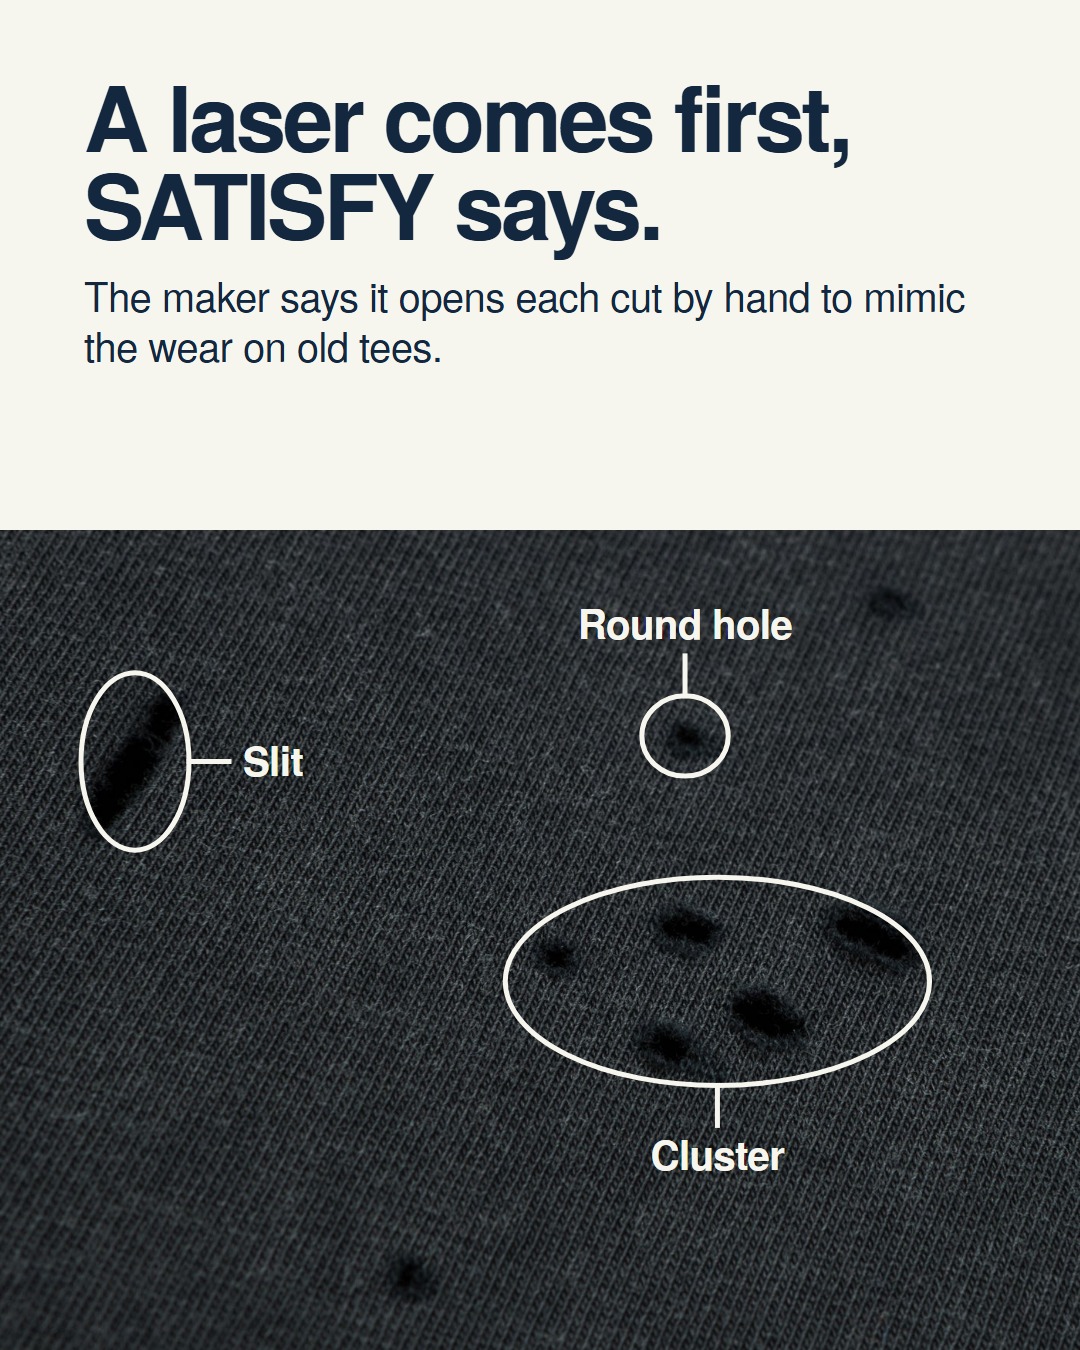 A laser comes first,
SATISFY says.
The maker says it opens each cut by hand to mimic
the wear on old tees.
Round hole
Slit
Cluster